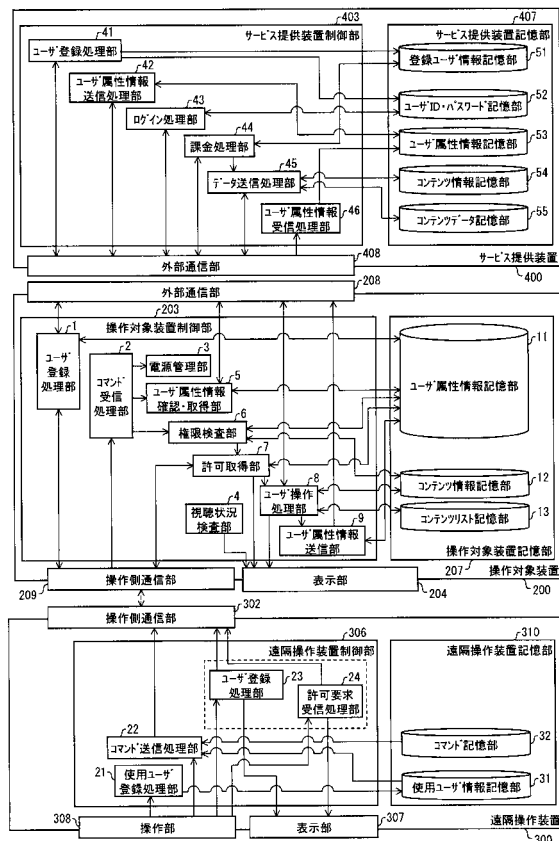 403
407
41
ユーザ登録処理部
サービス提供装置制御部
サービス提供装置記憶部
51
登録ユーザ情報記憶部
42
ユーザ属性情報
送信処理部
43
ログイン処理部
52
ユーザID・パスワード記憶部
44
課金処理部
53
ユーザ属性情報記憶部
45
データ送信処理部
54
コンテンツ情報記憶部
46
ユーザ属性情報
受信処理部
55
コンテンツデータ記憶部
外部通信部
408
サービス提供装置
400
208
外部通信部
203
操作対象装置制御部
1
ユーザ
登録
処理部
2
コマンド
受信
処理部
3
電源管理部
5
ユーザ属性情報
確認・取得部
6
権限検査部
7
許可取得部
8
ユーザ操作
処理部
4
視聴状況
検査部
9
ユーザ属性情報
送信部
11
ユーザ属性情報記憶部
12
コンテンツ情報記憶部
13
コンテンツリスト記憶部
操作対象装置記憶部
207
操作対象装置
200
操作側通信部
209
表示部
204
302
操作側通信部
306
遠隔操作装置制御部
310
遠隔操作装置記憶部
23
ユーザ登録
処理部
24
許可要求
受信処理部
22
コマンド送信処理部
32
コマンド記憶部
21
使用ユーザ
登録処理部
31
使用ユーザ情報記憶部
308
操作部
表示部
307
遠隔操作装置
300